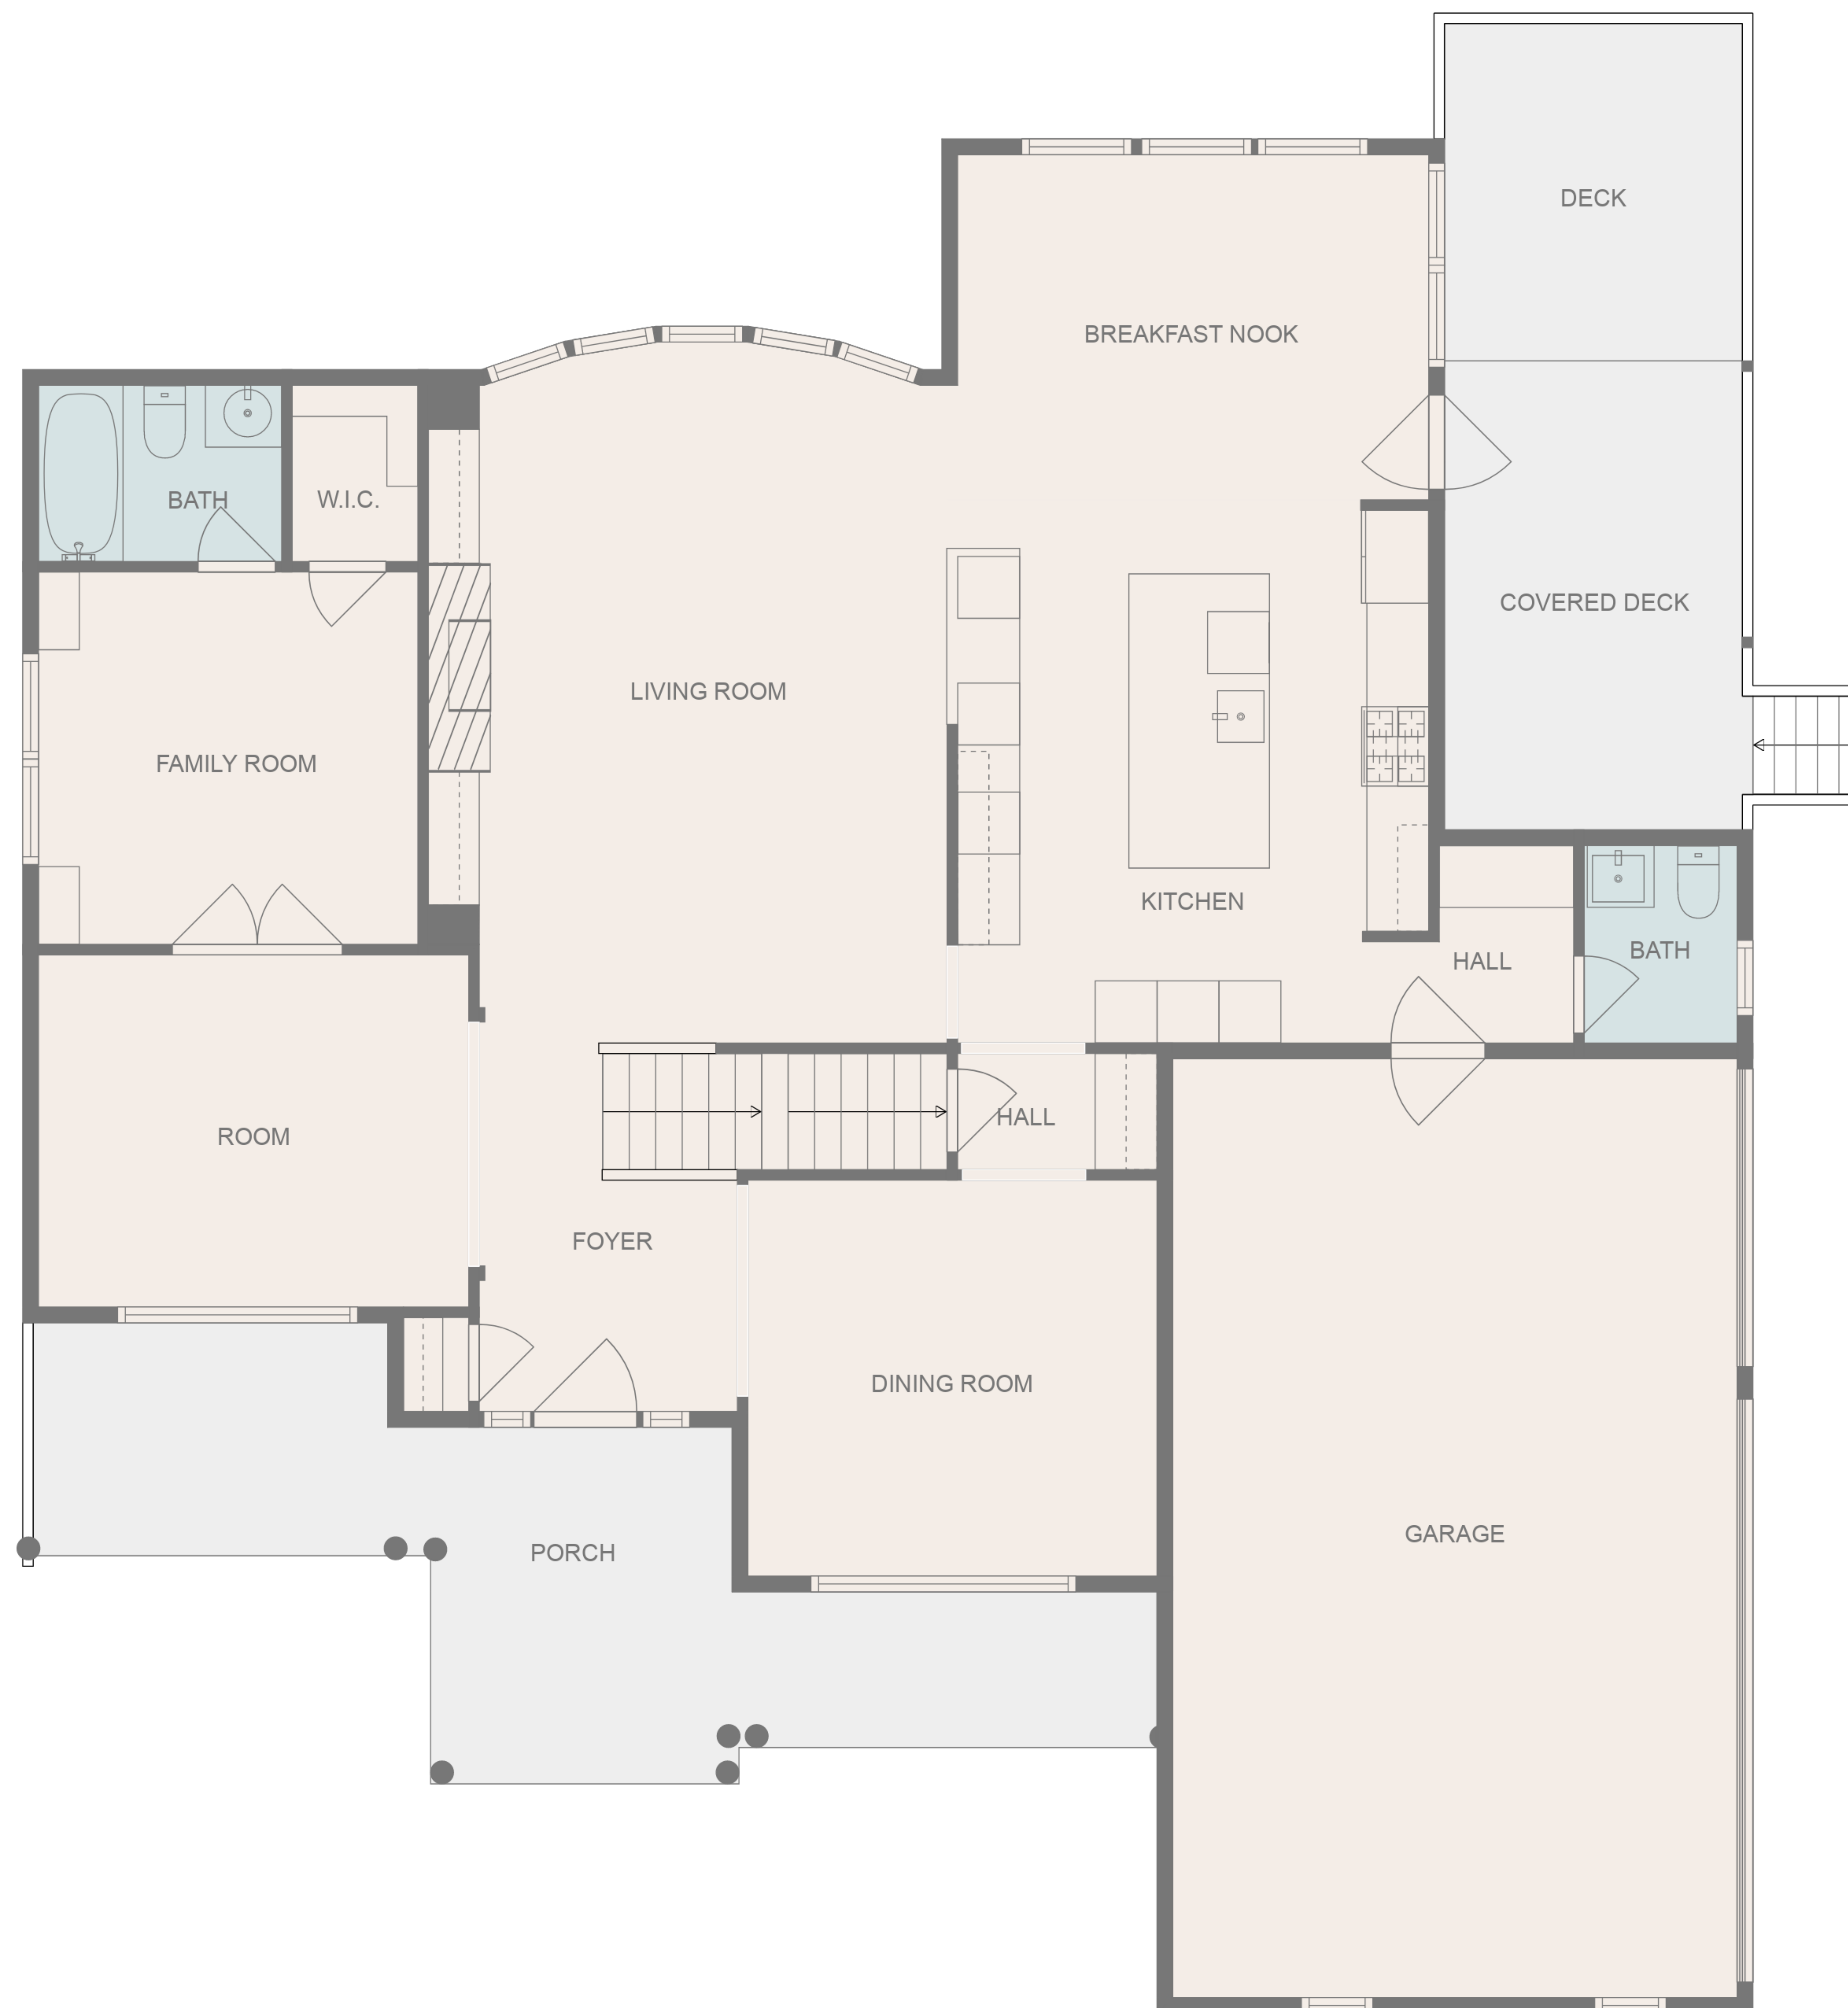 DECK
BREAKFAST NOOK
BATH
W.I.C.
COVERED DECK
LIVING ROOM
FAMILY ROOM
KITCHEN
HALL
BATH
ROOM
HALL
FOYER
DINING ROOM
PORCH
GARAGE